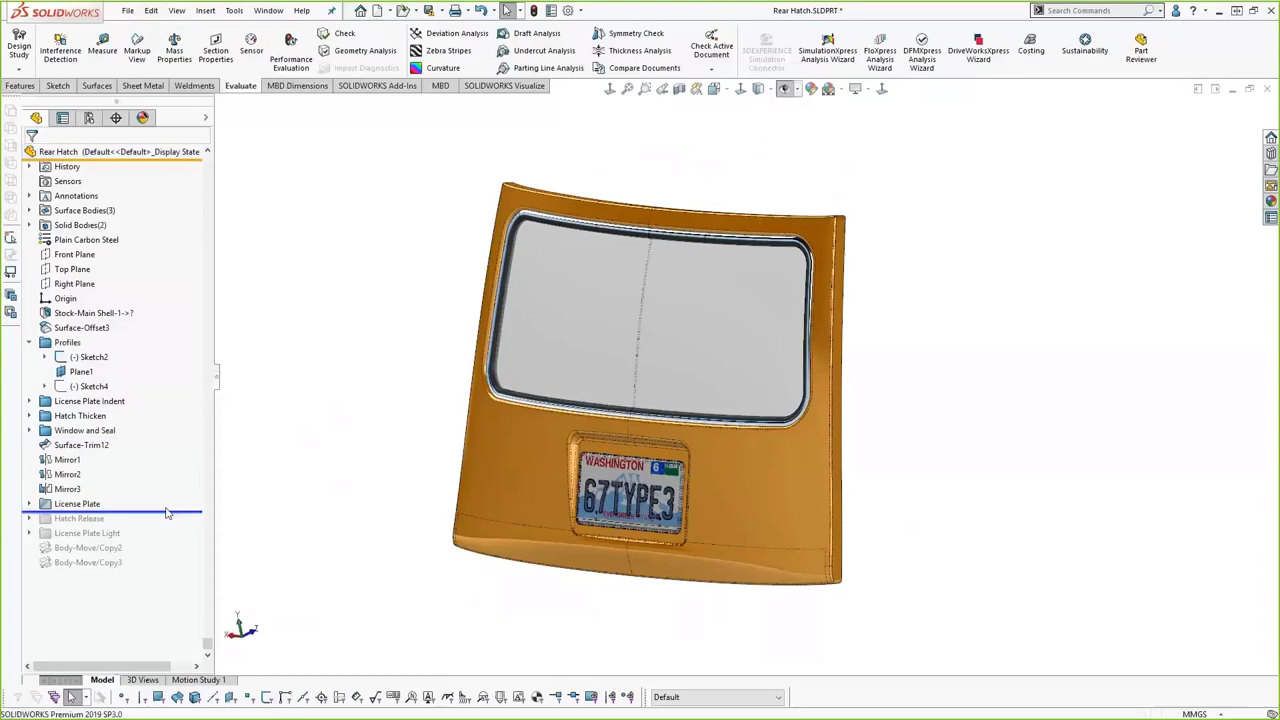 SOLIDWORKS File Edit View Insert Tools Window Rear Hatch.SLDPRT * Search Commands
Design Study
Interference Detection
Measure
Markup View
Mass Properties
Section Properties
Sensor
Performance Evaluation
Check
Geometry Analysis
Import Diagnostics
Deviation Analysis
Zebra Stripes
Curvature
Draft Analysis
Undercut Analysis
Parting Line Analysis
Symmetry Check
Thickness Analysis
Compare Documents
Check Active Document
3DEXPERIENCE Simulation Connector
SimulationXpress Analysis Wizard
FloXpress Analysis Wizard
DFMXpress Analysis Wizard
DriveWorksXpress Wizard
Costing
Sustainability
Part Reviewer
Features Sketch Surfaces Sheet Metal Weldments Evaluate MBD Dimensions SOLIDWORKS Add-Ins MBD SOLIDWORKS Visualize
Rear Hatch (Default<<Default>_Display State
History
Sensors
Annotations
Surface Bodies(3)
Solid Bodies(2)
Plain Carbon Steel
Front Plane
Top Plane
Right Plane
Origin
Stock-Main Shell-1->?
Surface-Offset3
Profiles
(-) Sketch2
Plane1
(-) Sketch4
License Plate Indent
Hatch Thicken
Window and Seal
Surface-Trim12
Mirror1
Mirror2
Mirror3
License Plate
Hatch Release
License Plate Light
Body-Move/Copy2
Body-Move/Copy3
WASHINGTON 6
67TYPE3
Y
X Z
Model 3D Views Motion Study 1
Default
SOLIDWORKS Premium 2019 SP3.0 MMGS